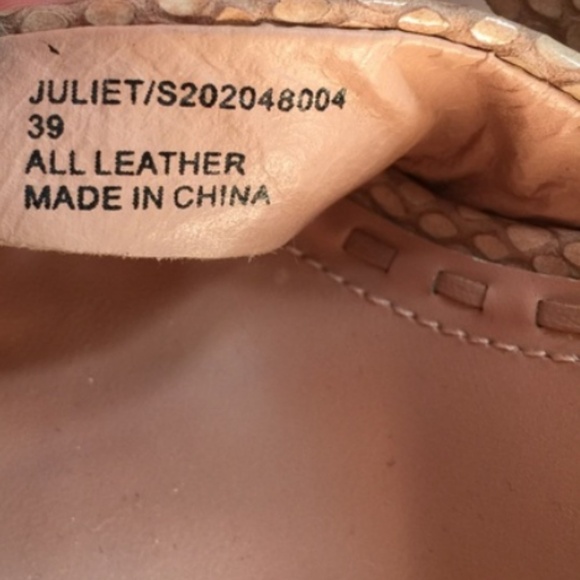 JULIET/S202048004
39
ALL LEATHER
MADE IN CHINA